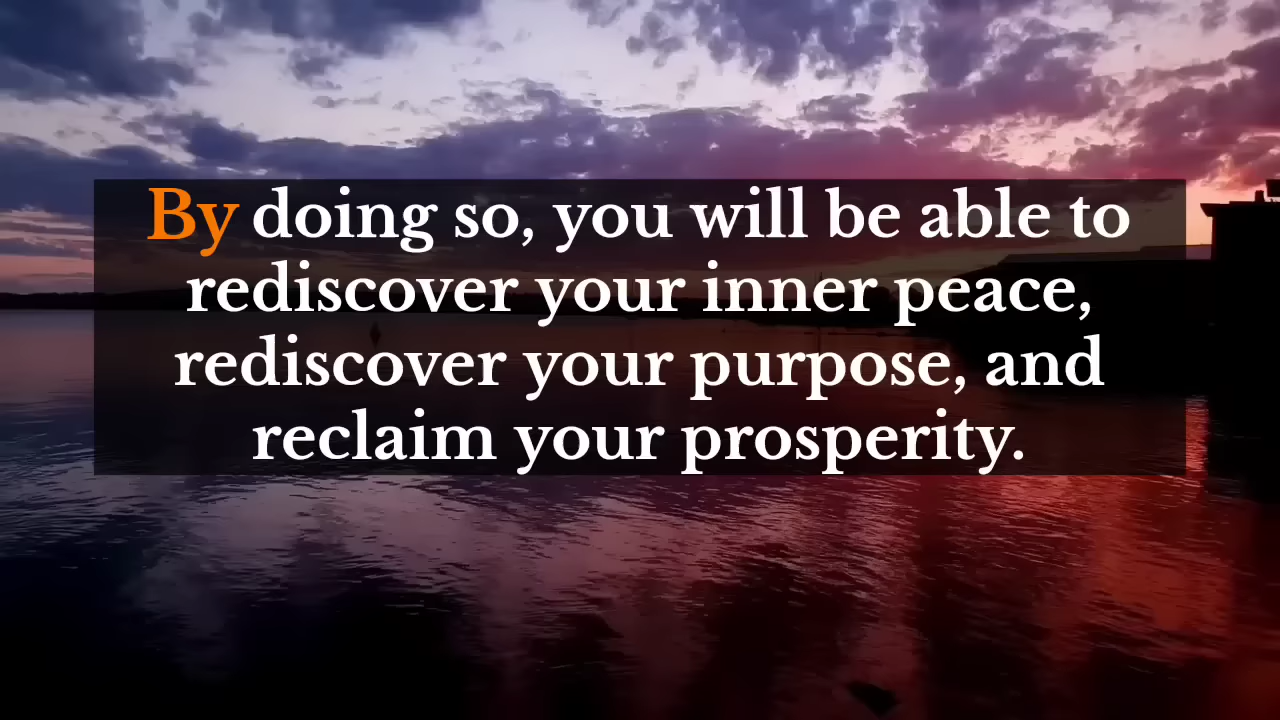 By doing so, you will be able to
rediscover your inner peace,
rediscover your purpose, and
reclaim your prosperity.